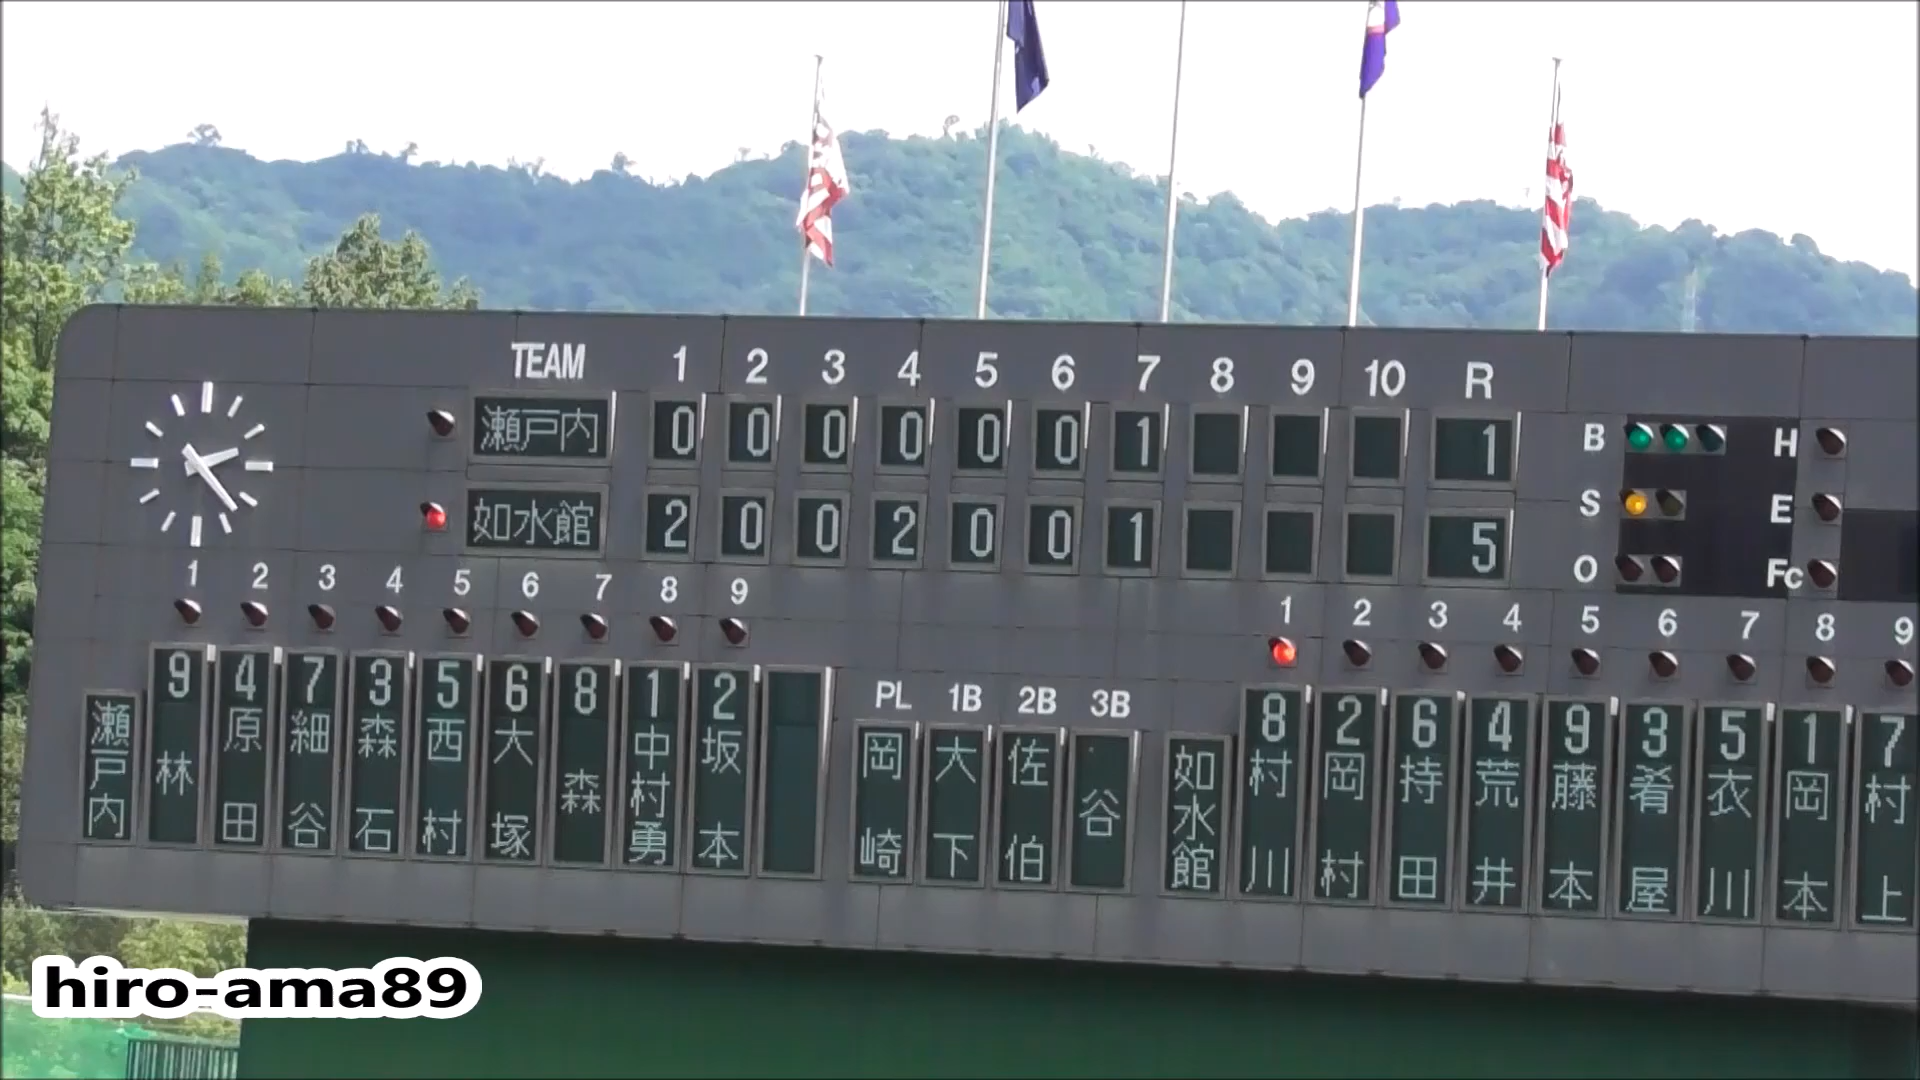 TEAM 1 2 3 4 5 6 7 8 9 10 R
瀬戸内 0 0 0 0 0 0 1 1
如水館 2 0 0 2 0 0 1 5
B H
S E
O Fc
1 2 3 4 5 6 7 8 9
瀬戸内
9 林
4 原田
7 細谷
3 森石
5 西村
6 大塚
8 森
1 中村勇
2 坂本
PL 1B 2B 3B
岡崎
大下
佐伯
谷
1 2 3 4 5 6 7 8 9
如水館
8 村川
2 岡村
6 持田
4 荒井
9 藤本
3 肴屋
5 衣川
1 岡本
7 村上
hiro-ama89